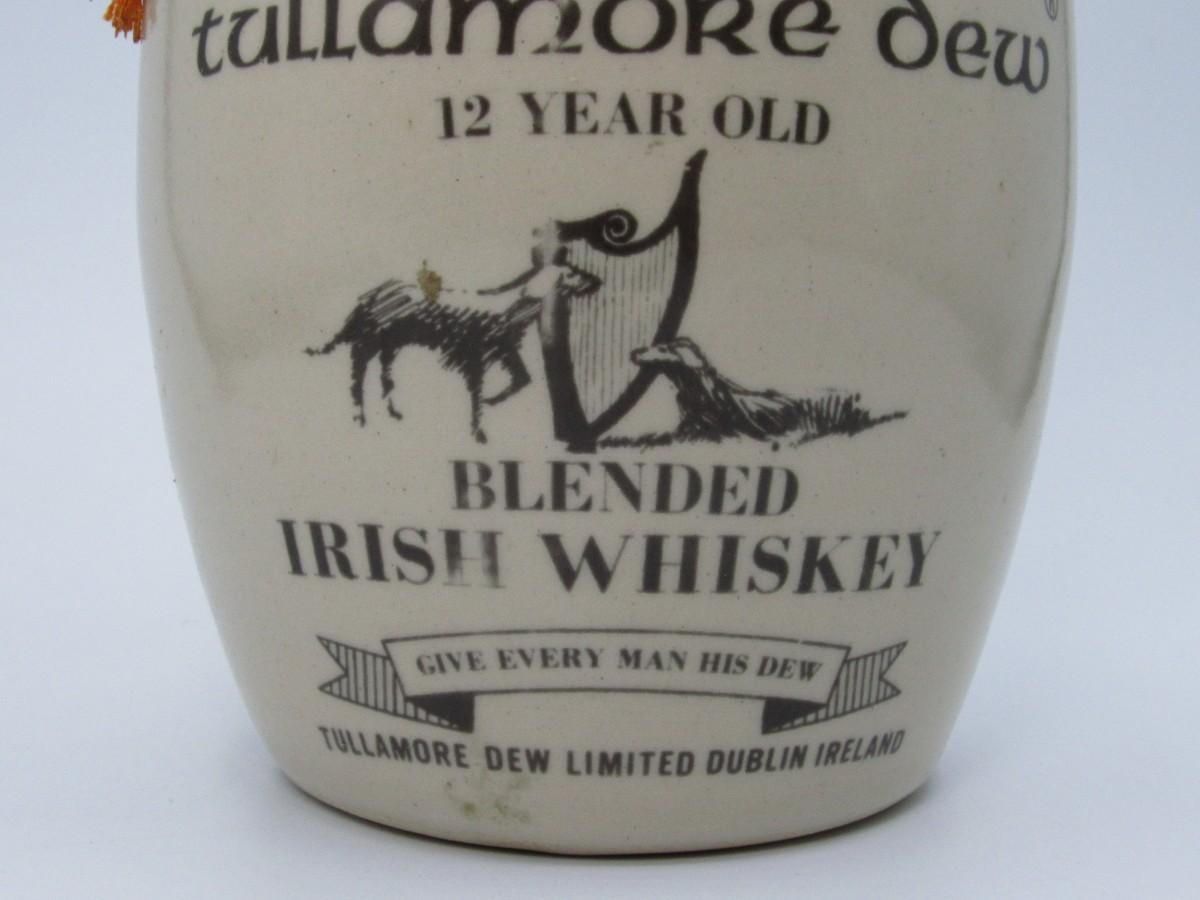 tullamore dew®
12 YEAR OLD
BLENDED
IRISH WHISKEY
GIVE EVERY MAN HIS DEW
TULLAMORE DEW LIMITED DUBLIN IRELAND